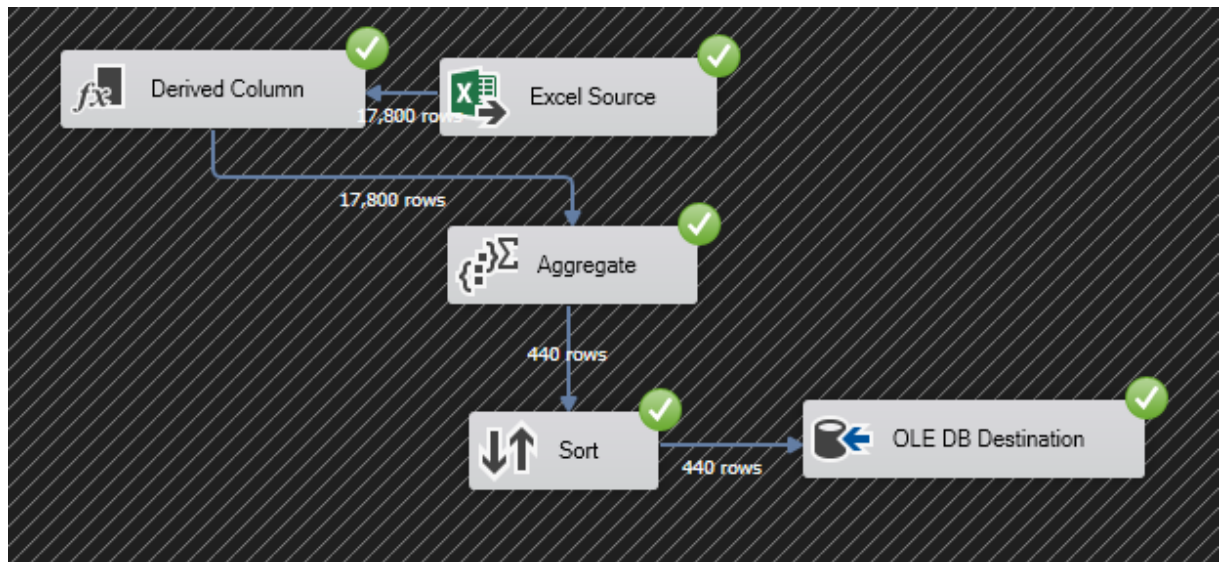 Derived Column
Excel Source
17,800 rows
17,800 rows
Aggregate
440 rows
Sort
440 rows
OLE DB Destination